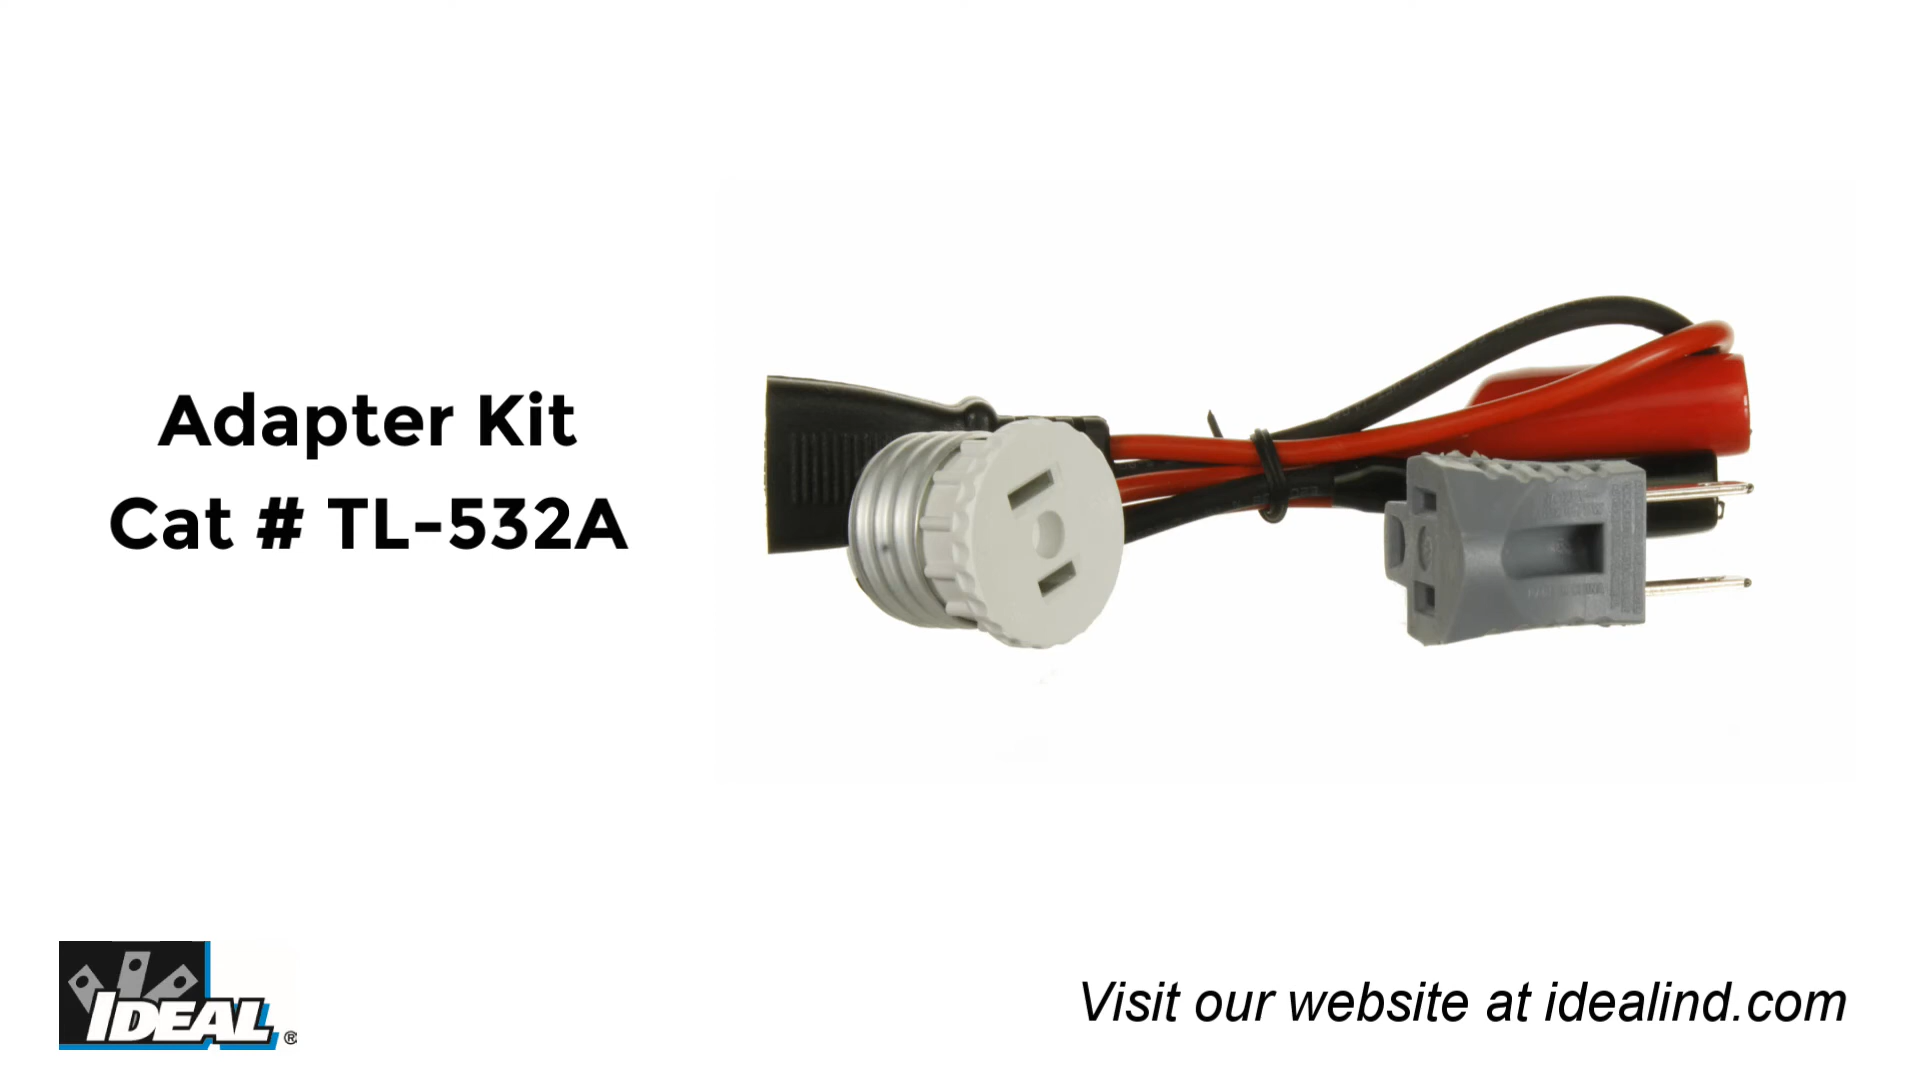 Adapter Kit
Cat # TL-532A
IDEAL®
Visit our website at idealind.com